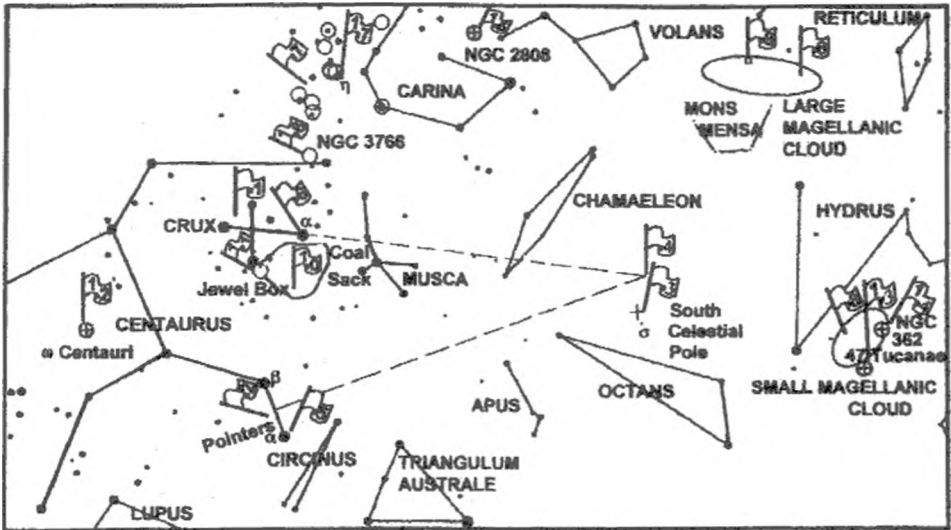 VOLANS
RETICULUM
NGC 2808
η
CARINA
MONS
MENSA
LARGE
MAGELLANIC
CLOUD
NGC 3766
CHAMAELEON
CRUX
α
HYDRUS
Coal
Sack
Jewel Box
MUSCA
South
Celestial
Pole
σ
CENTAURUS
ω Centauri
NGC
362
47 Tucanae
SMALL MAGELLANIC
CLOUD
β
Pointers
α
CIRCINUS
APUS
OCTANS
TRIANGULUM
AUSTRALE
LUPUS